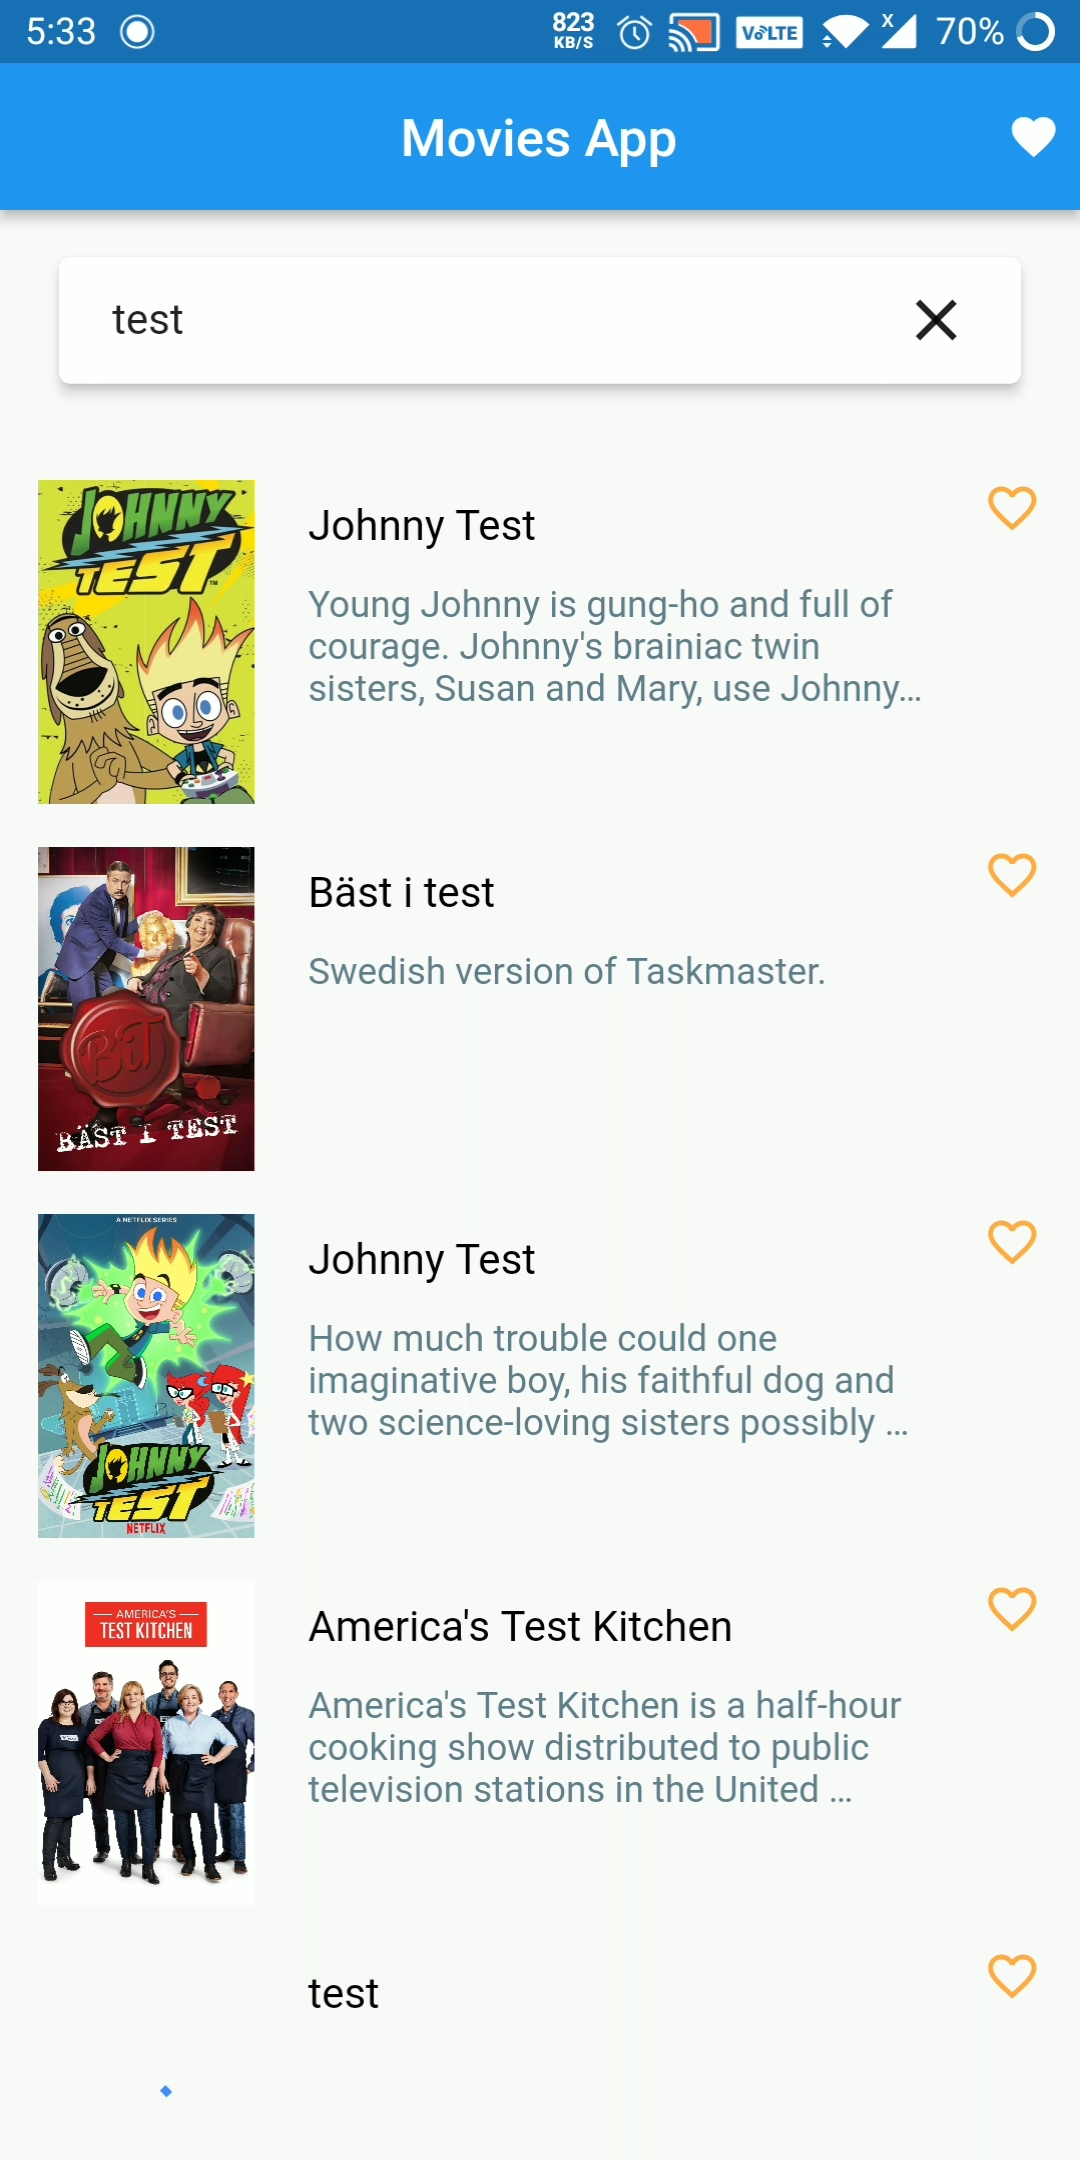 5:33
823
KB/S
VoLTE
X
70%
Movies App
test
JOHNNY
TEST
™
Johnny Test
Young Johnny is gung-ho and full of
courage. Johnny's brainiac twin
sisters, Susan and Mary, use Johnny…
BiT
BÄST I TEST
Bäst i test
Swedish version of Taskmaster.
A NETFLIX SERIES
JOHNNY
TEST
NETFLIX
Johnny Test
How much trouble could one
imaginative boy, his faithful dog and
two science-loving sisters possibly …
AMERICA'S
TEST KITCHEN
America's Test Kitchen
America's Test Kitchen is a half-hour
cooking show distributed to public
television stations in the United …
test